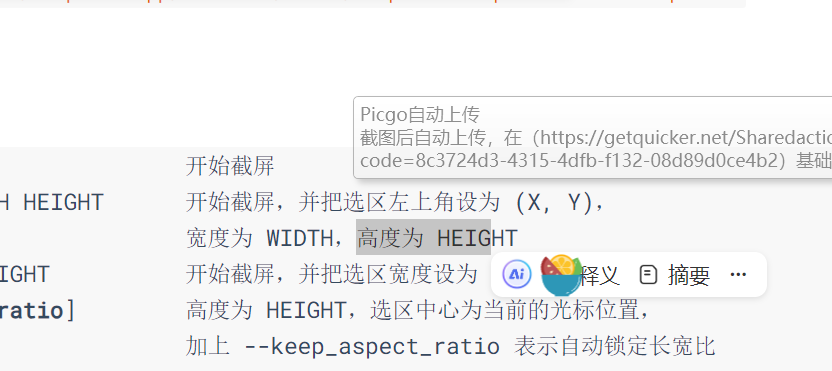 Picgo自动上传
截图后自动上传，在（https://getquicker.net/Sharedactio
code=8c3724d3-4315-4dfb-f132-08d89d0ce4b2）基础
开始截屏
H HEIGHT 开始截屏，并把选区左上角设为 (X, Y)，
宽度为 WIDTH，高度为 HEIGHT
EIGHT 开始截屏，并把选区宽度设为
Ai 释义 摘要 ···
ratio] 高度为 HEIGHT，选区中心为当前的光标位置，
加上 --keep_aspect_ratio 表示自动锁定长宽比